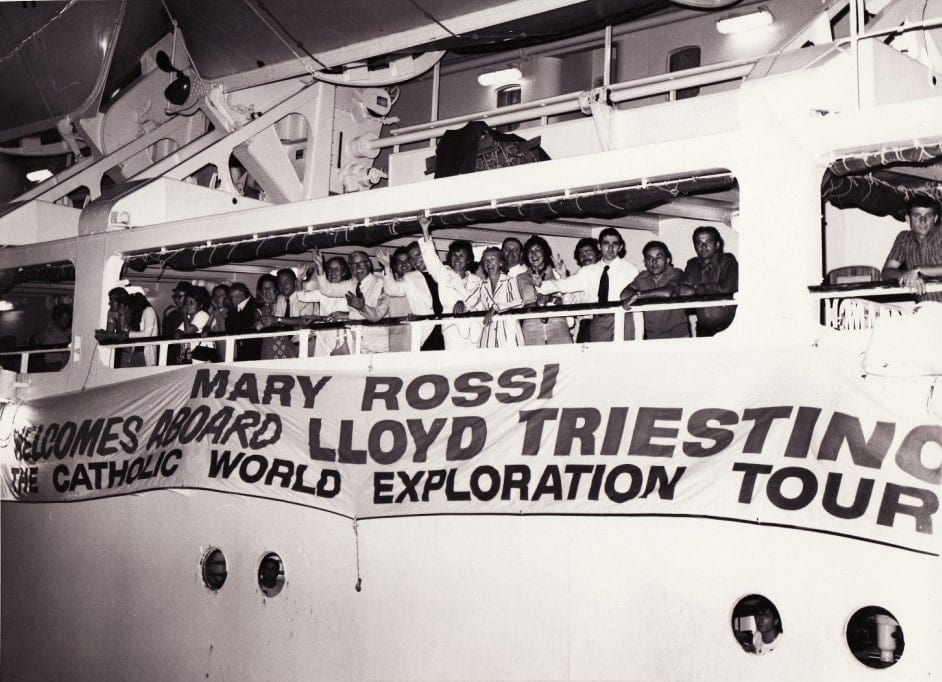 MARY ROSSI
WELCOMES ABOARD LLOYD TRIESTINO
THE CATHOLIC WORLD EXPLORATION TOUR